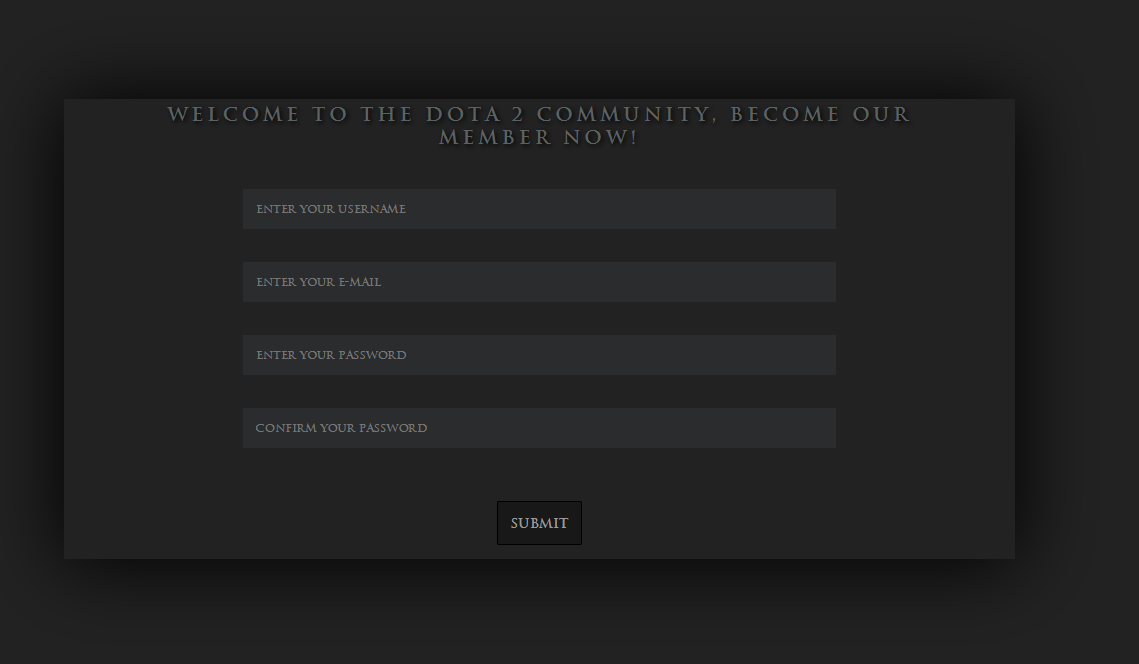 WELCOME TO THE DOTA 2 COMMUNITY, BECOME OUR
MEMBER NOW!
ENTER YOUR USERNAME
ENTER YOUR E-MAIL
ENTER YOUR PASSWORD
CONFIRM YOUR PASSWORD
SUBMIT